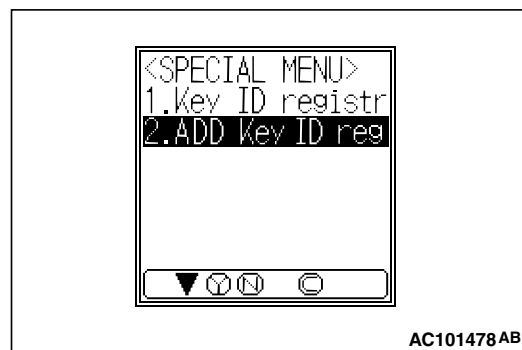 <SPECIAL MENU>
1.Key ID registr
2.ADD Key ID reg
▼ Ⓨ Ⓝ Ⓒ
AC101478AB